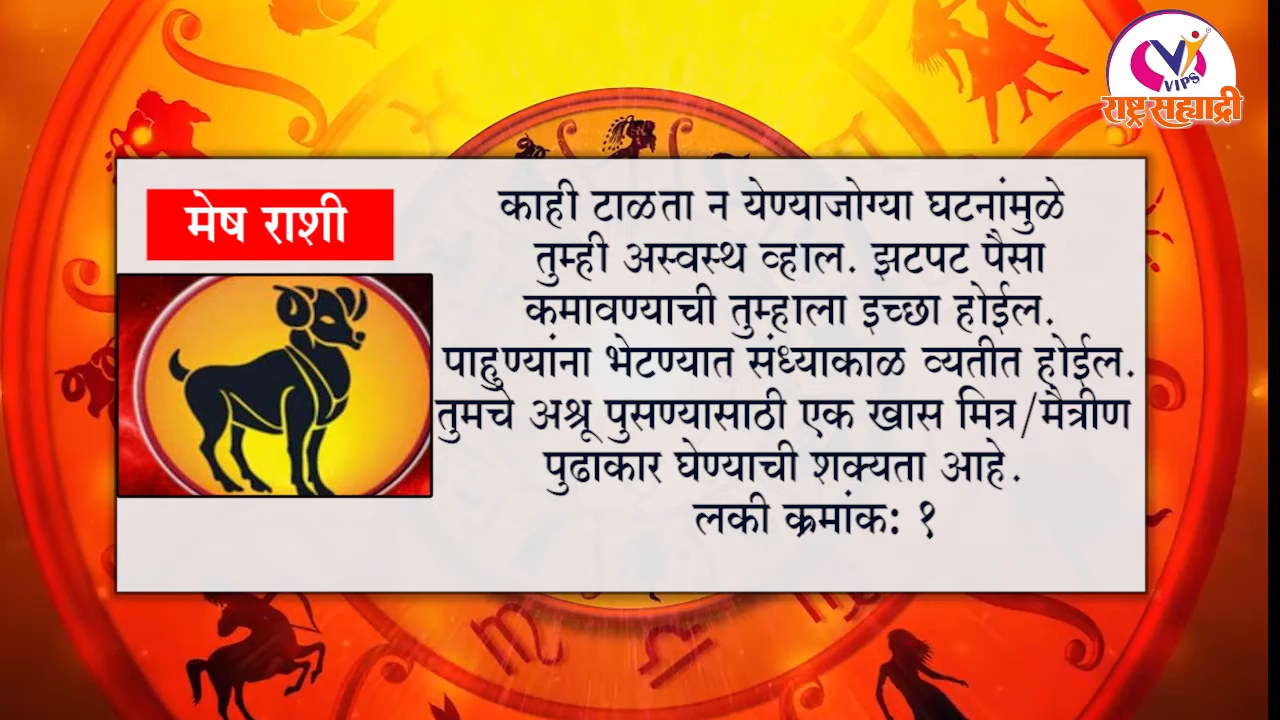 VIPS
राष्ट्र सह्याद्री
मेष राशी
काही टाळता न येण्याजोग्या घटनांमुळे
तुम्ही अस्वस्थ व्हाल. झटपट पैसा
कमावण्याची तुम्हाला इच्छा होईल.
पाहुण्यांना भेटण्यात संध्याकाळ व्यतीत होईल.
तुमचे अश्रू पुसण्यासाठी एक खास मित्र/मैत्रीण
पुढाकार घेण्याची शक्यता आहे.
लकी क्रमांक: १